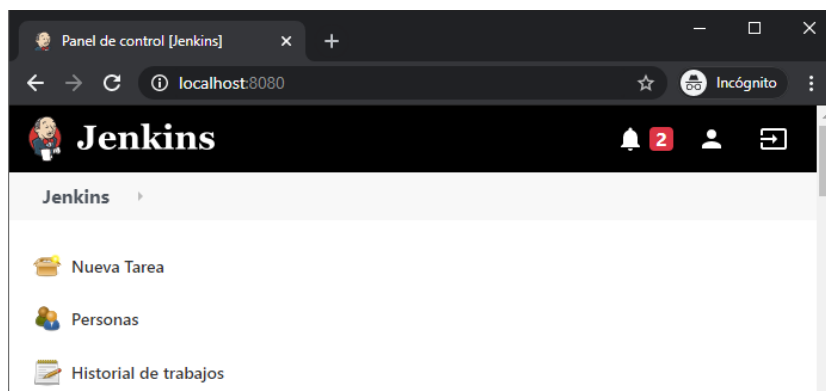 Panel de control [Jenkins]
localhost:8080
Incógnito
Jenkins
2
Jenkins
Nueva Tarea
Personas
Historial de trabajos